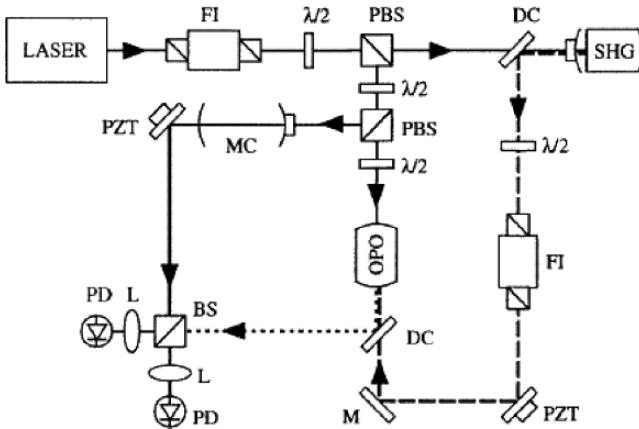 LASER
FI
λ/2
PBS
DC
SHG
λ/2
PZT
MC
PBS
λ/2
λ/2
OPO
FI
PD
L
BS
DC
L
PD
M
PZT